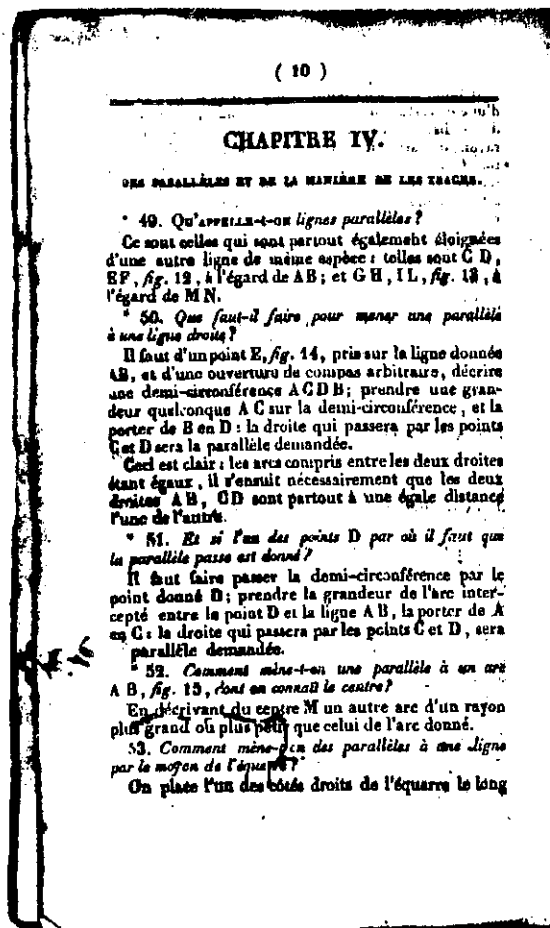 ( 10 )
CHAPITRE IV.
DES PARALLÈLES ET DE LA MANIÈRE DE LES TRACER.
* 49. QU'APPELLE-T-ON lignes parallèles ?
Ce sont celles qui sont partout également éloignées
d'une autre ligne de même espèce : telles sont C D,
EF, fig. 12, à l'égard de AB; et G H, I L, fig. 13, à
l'égard de M N.
* 50. Que faut-il faire pour mener une parallèle
à une ligne droite ?
Il faut d'un point E, fig. 14, pris sur la ligne donnée
AB, et d'une ouverture de compas arbitraire, décrire
une demi-circonférence A C D B; prendre une gran-
deur quelconque A C sur la demi-circonférence, et la
porter de B en D : la droite qui passera par les points
C et D sera la parallèle demandée.
Ceci est clair : les arcs compris entre les deux droites
étant égaux, il s'ensuit nécessairement que les deux
droites A B, CD sont partout à une égale distance
l'une de l'autre.
* 51. Et si l'un des points D par où il faut que
la parallèle passe est donné ?
Il faut faire passer la demi-circonférence par le
point donné D; prendre la grandeur de l'arc inter-
cepté entre le point D et la ligne A B, la porter de A
en C : la droite qui passera par les points C et D, sera
parallèle demandée.
* 52. Comment mène-t-on une parallèle à un arc
A B, fig. 15, dont on connaît le centre ?
En décrivant du centre M un autre arc d'un rayon
plus grand ou plus petit que celui de l'arc donné.
53. Comment mène-t-on des parallèles à une ligne
par le moyen de l'équerre ?
On place l'un des côtés droits de l'équerre le long